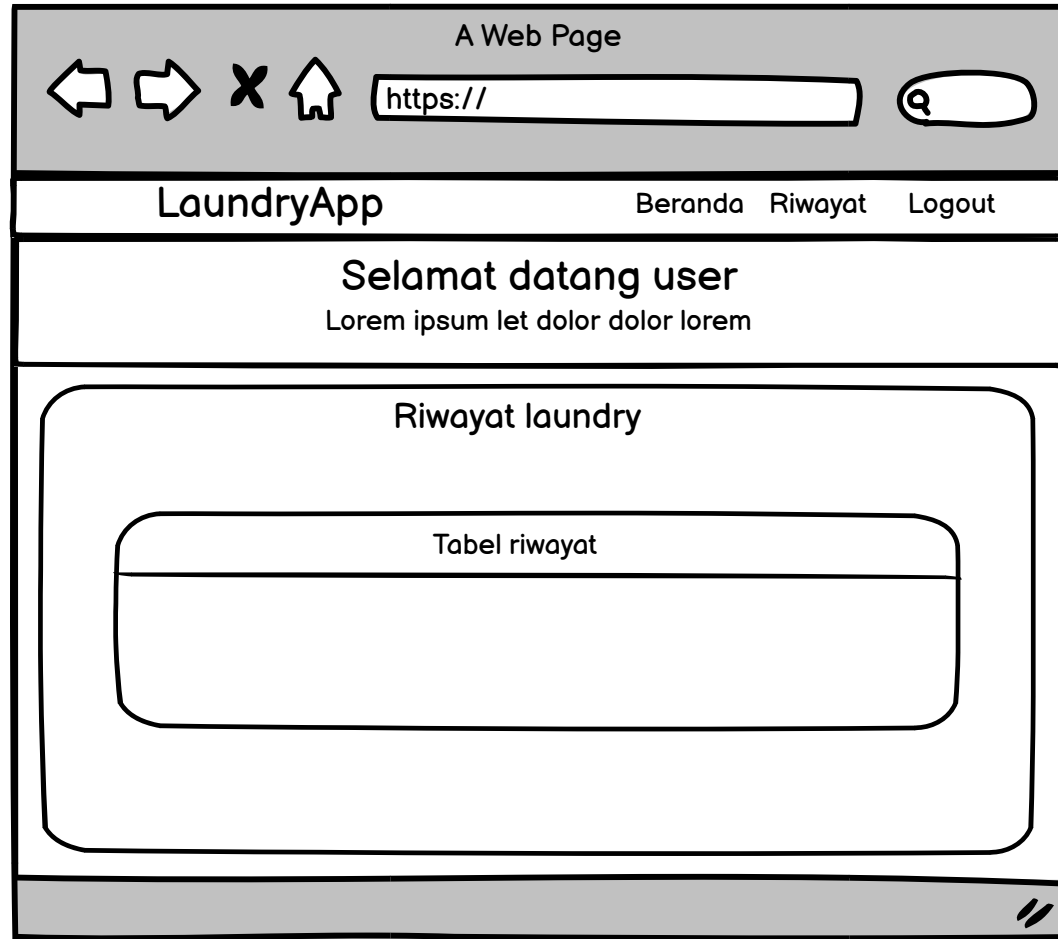 A Web Page
https://
LaundryApp Beranda Riwayat Logout
Selamat datang user
Lorem ipsum let dolor dolor lorem
Riwayat laundry
Tabel riwayat